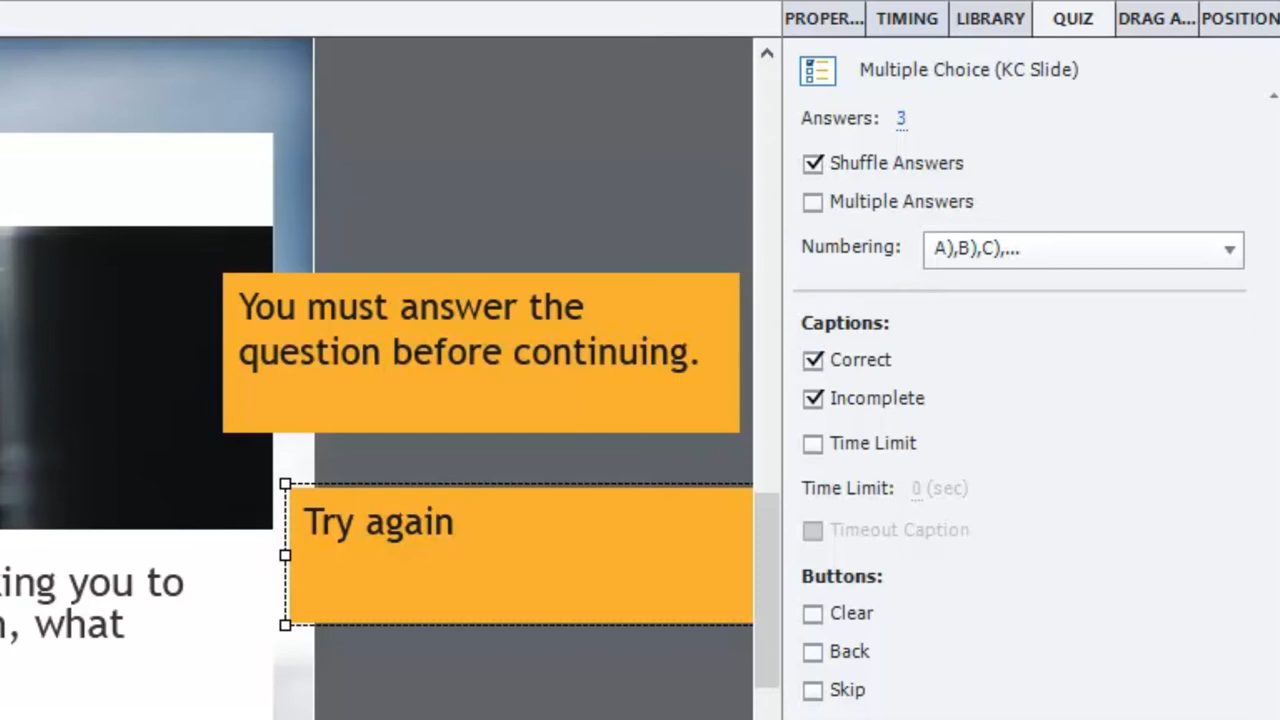 PROPER...
TIMING
LIBRARY
QUIZ
DRAG A...
POSITION
Multiple Choice (KC Slide)
Answers: 3
Shuffle Answers
Multiple Answers
Numbering: A),B),C),...
Captions:
Correct
Incomplete
Time Limit
Time Limit: 0 (sec)
Timeout Caption
Buttons:
Clear
Back
Skip
You must answer the
question before continuing.
Try again
you to
what